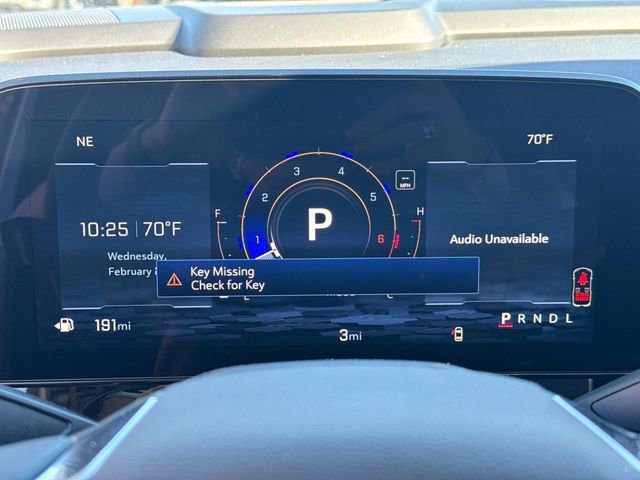 NE
70°F
3 4
2 5
1 6
F H
-- MPH
P
10:25 70°F
Wednesday,
February
Audio Unavailable
Key Missing
Check for Key
191mi
3mi
P R N D L